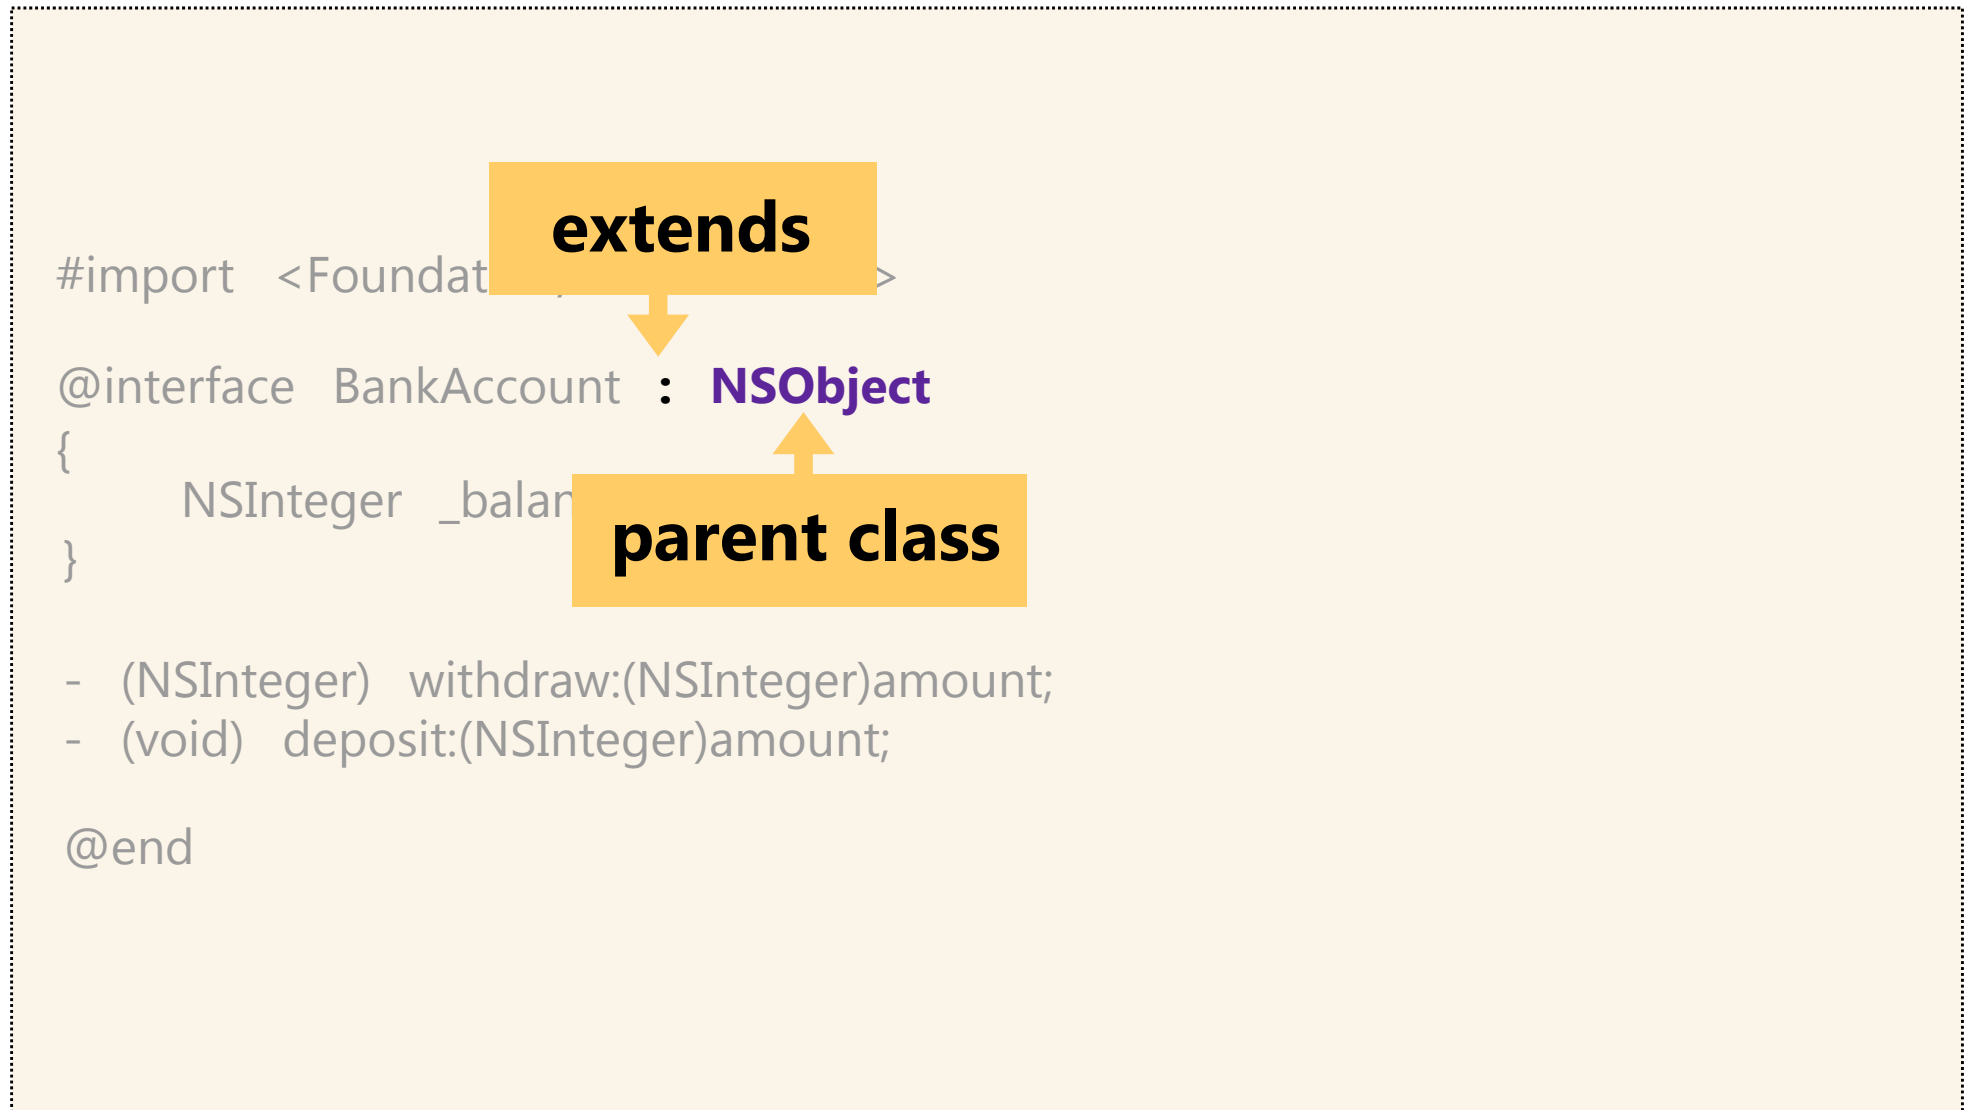 extends
#import <Foundat >
@interface BankAccount : NSObject
{
NSInteger _balan
parent class
}
- (NSInteger) withdraw:(NSInteger)amount;
- (void) deposit:(NSInteger)amount;
@end